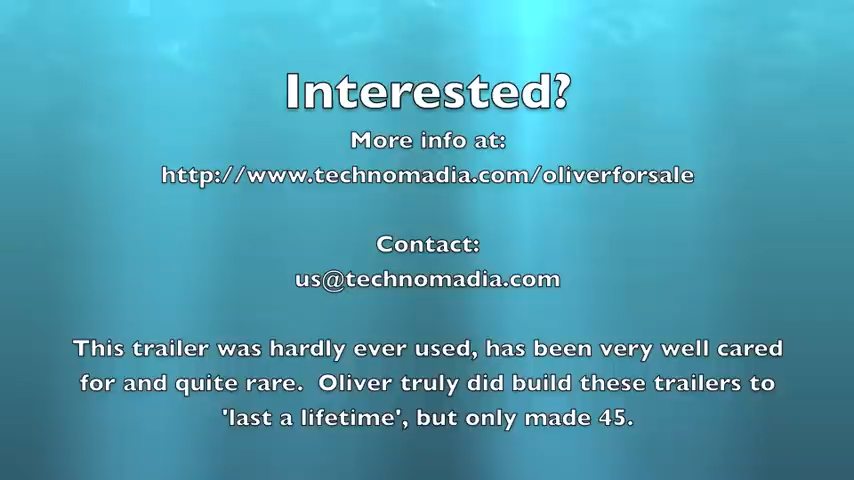 Interested?
More info at:
http://www.technomadia.com/oliverforsale
Contact:
us@technomadia.com
This trailer was hardly ever used, has been very well cared
for and quite rare.  Oliver truly did build these trailers to
'last a lifetime', but only made 45.